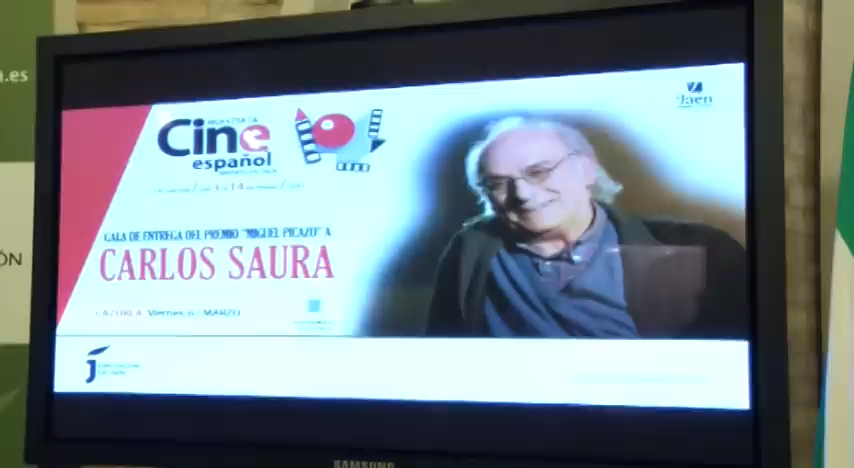 .es
Jaén
MUESTRA DE
Cine
español
GALA DE ENTREGA DEL PREMIO "MIGUEL PICAZO" A
CARLOS SAURA
CAZORLA Viernes 6 / MARZO
ÓN
SAMSUNG